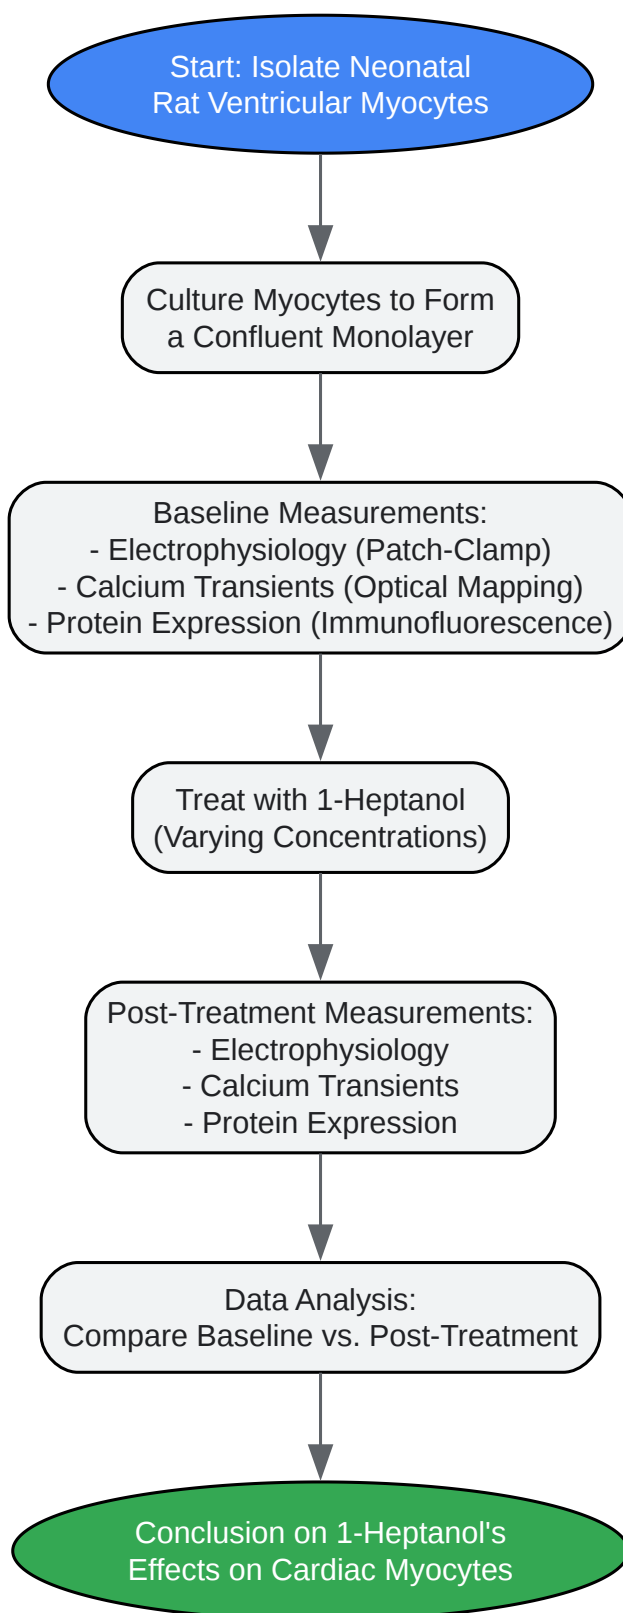 Start: Isolate Neonatal
Rat Ventricular Myocytes
Culture Myocytes to Form
a Confluent Monolayer
Baseline Measurements:
- Electrophysiology (Patch-Clamp)
- Calcium Transients (Optical Mapping)
- Protein Expression (Immunofluorescence)
Treat with 1-Heptanol
(Varying Concentrations)
Post-Treatment Measurements:
- Electrophysiology
- Calcium Transients
- Protein Expression
Data Analysis:
Compare Baseline vs. Post-Treatment
Conclusion on 1-Heptanol's
Effects on Cardiac Myocytes